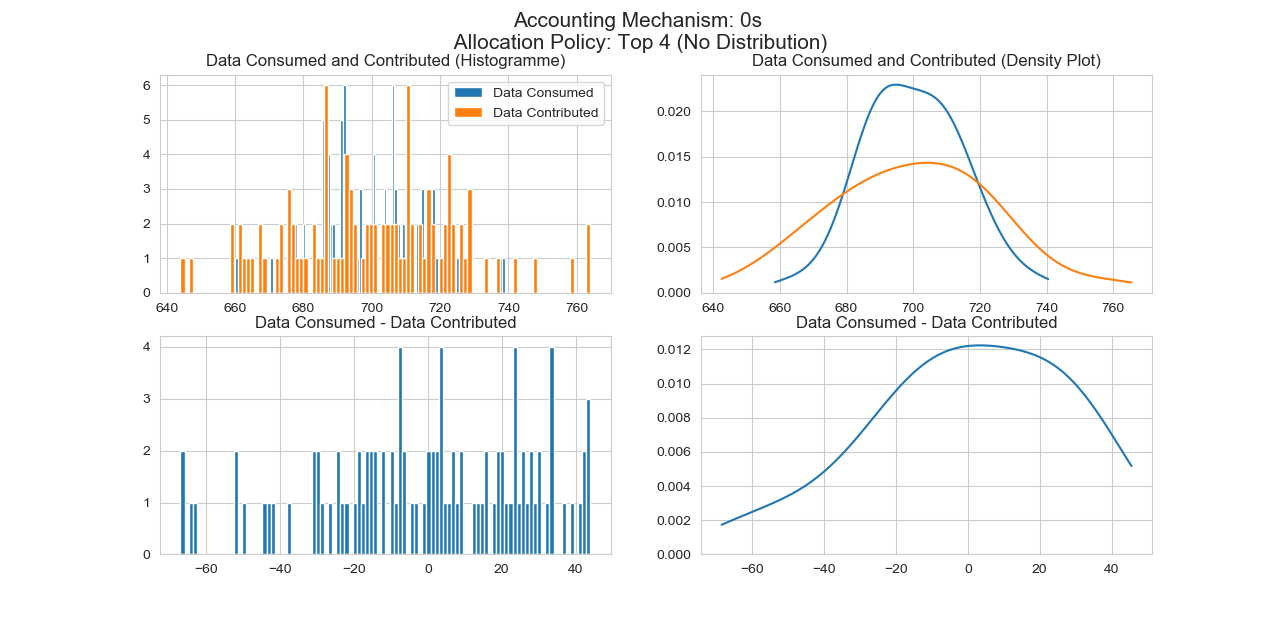 Accounting Mechanism: 0s
Allocation Policy: Top 4 (No Distribution)
Data Consumed and Contributed (Histogramme)
6
5
4
3
2
1
0
640 660 680 700 720 740 760
Data Consumed
Data Contributed
Data Consumed and Contributed (Density Plot)
0.020
0.015
0.010
0.005
0.000
640 660 680 700 720 740 760
Data Consumed - Data Contributed
4
3
2
1
0
−60 −40 −20 0 20 40
Data Consumed - Data Contributed
0.012
0.010
0.008
0.006
0.004
0.002
0.000
−60 −40 −20 0 20 40